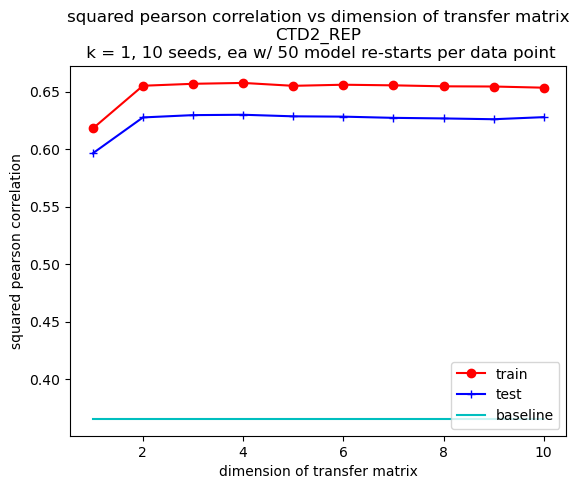 squared pearson correlation vs dimension of transfer matrix
CTD2_REP
k = 1, 10 seeds, ea w/ 50 model re-starts per data point
squared pearson correlation
0.65
0.60
0.55
0.50
0.45
0.40
train
test
baseline
2
4
6
8
10
dimension of transfer matrix